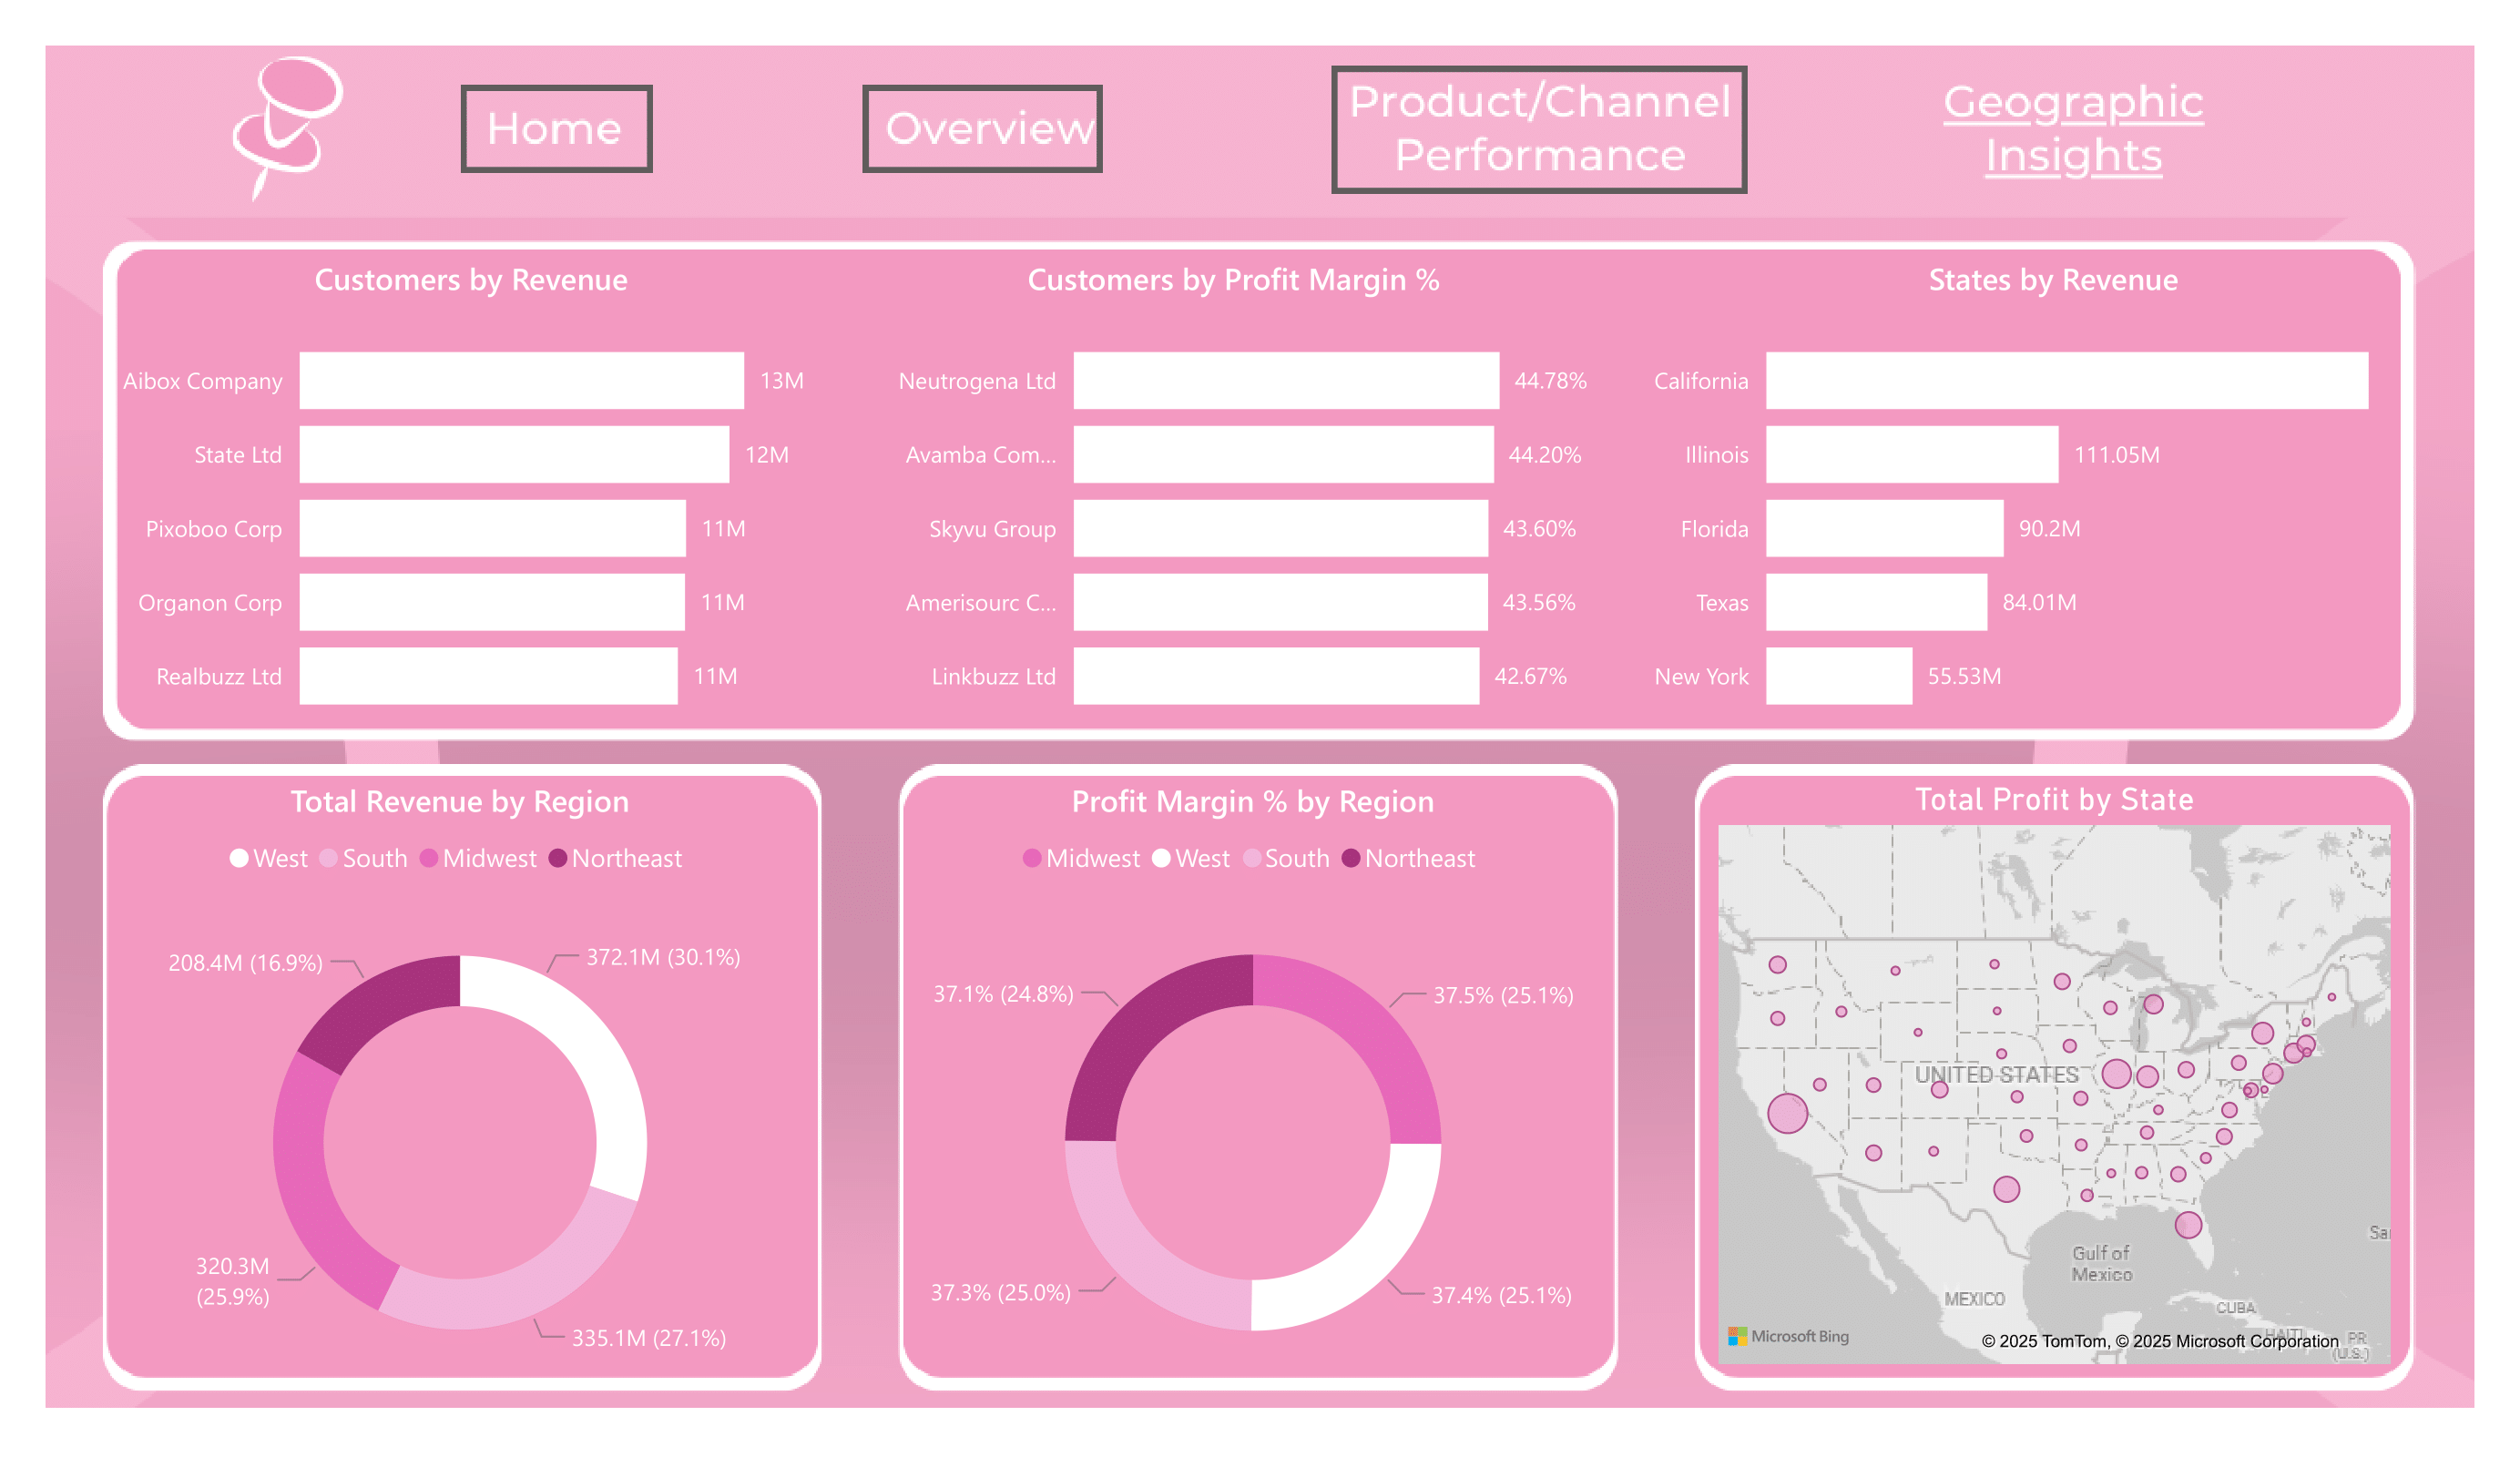 Home
Overview
Product/Channel
Performance
Geographic
Insights
Customers by Revenue
Aibox Company 13M
State Ltd 12M
Pixoboo Corp 11M
Organon Corp 11M
Realbuzz Ltd 11M
Customers by Profit Margin %
Neutrogena Ltd 44.78%
Avamba Com... 44.20%
Skyvu Group 43.60%
Amerisourc C... 43.56%
Linkbuzz Ltd 42.67%
States by Revenue
California
Illinois 111.05M
Florida 90.2M
Texas 84.01M
New York 55.53M
Total Revenue by Region
West South Midwest Northeast
208.4M (16.9%)
372.1M (30.1%)
320.3M
(25.9%)
335.1M (27.1%)
Profit Margin % by Region
Midwest West South Northeast
37.1% (24.8%)
37.5% (25.1%)
37.3% (25.0%)
37.4% (25.1%)
Total Profit by State
UNITED STATES
Sa
Gulf of
Mexico
MEXICO
CUBA
HAITI
PR
(U.S.)
Microsoft Bing
© 2025 TomTom, © 2025 Microsoft Corporation